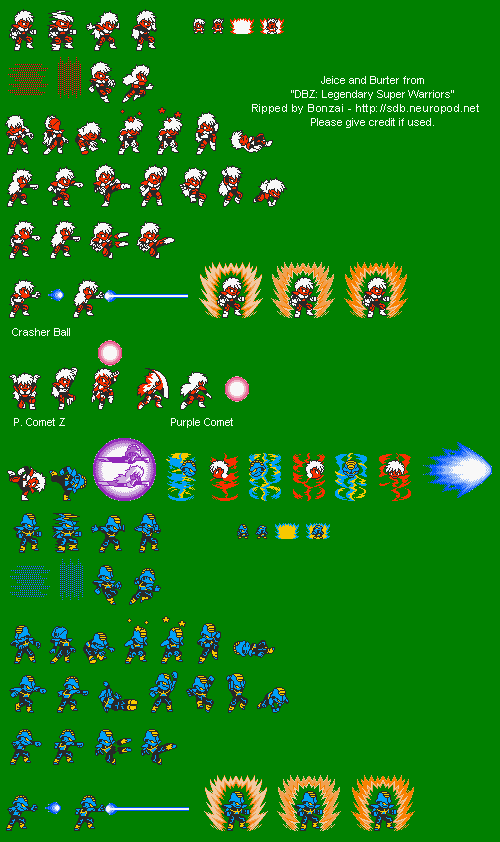 Jeice and Burter from
"DBZ: Legendary Super Warriors"
Ripped by Bonzai - http://sdb.neuropod.net
Please give credit if used.
Crasher Ball
P. Comet Z
Purple Comet